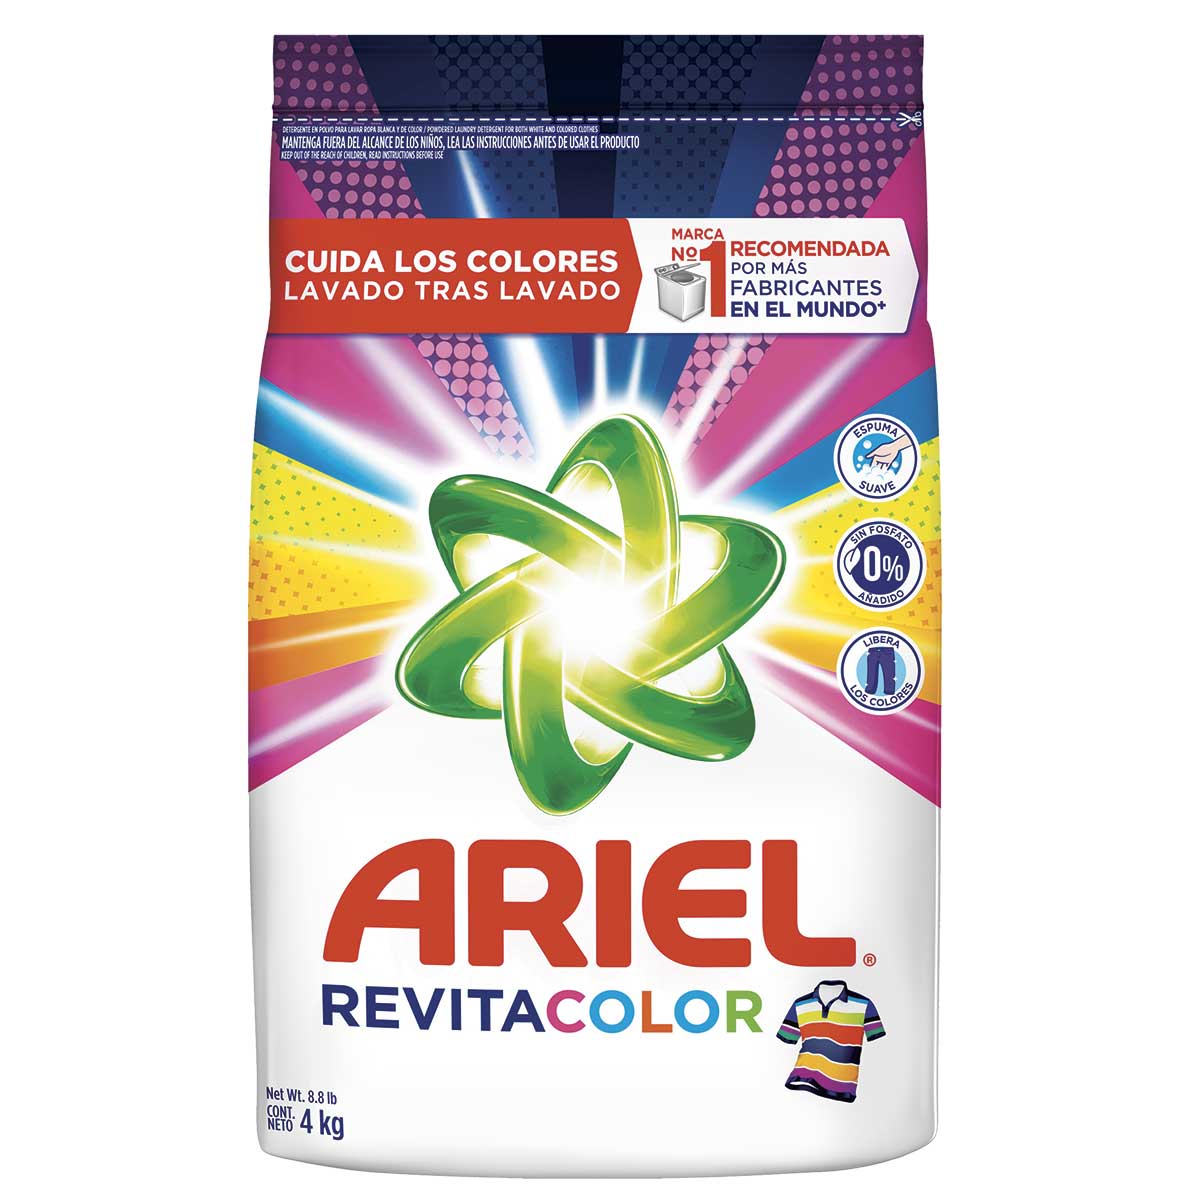 DETERGENTE EN POLVO PARA LAVAR ROPA BLANCA Y DE COLOR / POWDERED LAUNDRY DETERGENT FOR BOTH WHITE AND COLORED CLOTHES
MANTENGA FUERA DEL ALCANCE DE LOS NIÑOS, LEA LAS INSTRUCCIONES ANTES DE USAR EL PRODUCTO
KEEP OUT OF THE REACH OF CHILDREN, READ INSTRUCTIONS BEFORE USE
CUIDA LOS COLORES
LAVADO TRAS LAVADO
MARCA
Nº1
RECOMENDADA
POR MÁS
FABRICANTES
EN EL MUNDO+
ESPUMA
SUAVE
SIN FOSFATO
0%
AÑADIDO
LIBERA
LOS COLORES
ARIEL®
REVITACOLOR
Net Wt. 8.8 lb
CONT.
NETO 4 kg